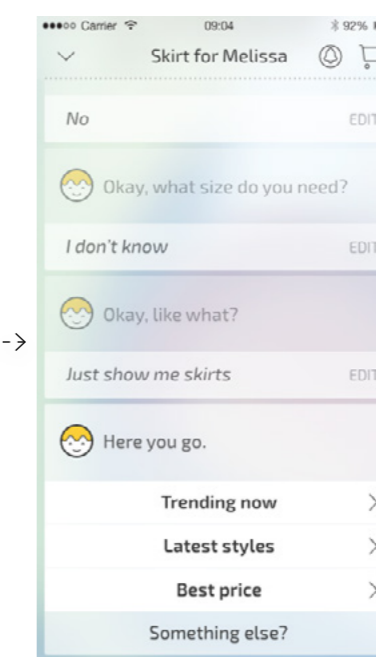 Carrier 09:04 92%
Skirt for Melissa
No EDIT
Okay, what size do you need?
I don't know EDIT
Okay, like what?
Just show me skirts EDIT
Here you go.
Trending now
Latest styles
Best price
Something else?